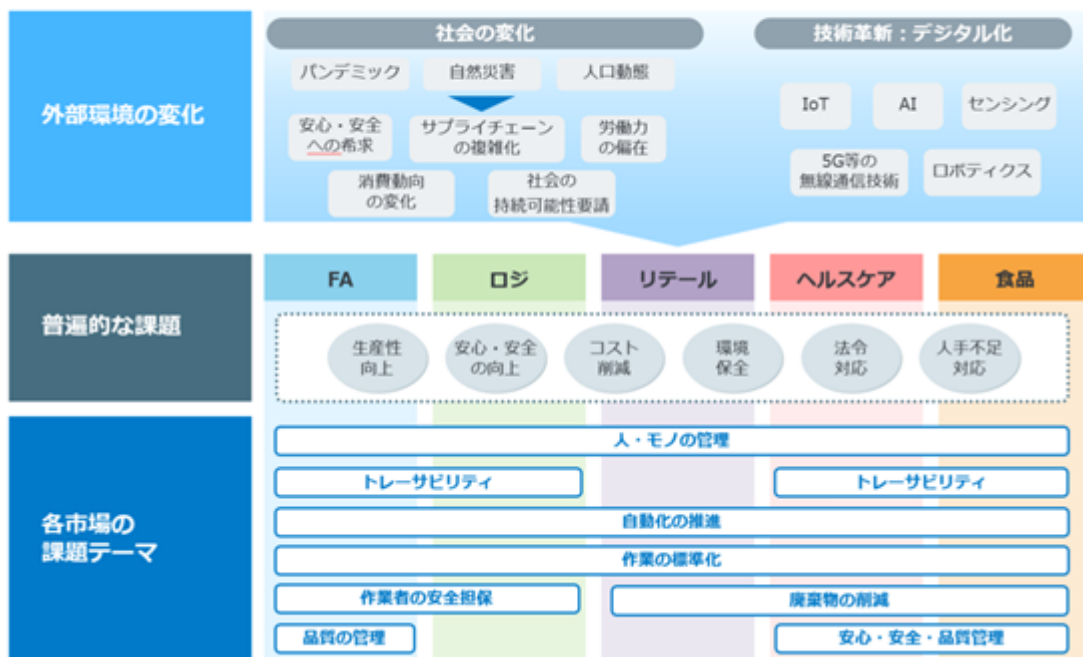 社会の変化
技術革新：デジタル化
外部環境の変化
パンデミック
自然災害
人口動態
安心・安全
への希求
サプライチェーン
の複雑化
労働力
の偏在
消費動向
の変化
社会の
持続可能性要請
IoT
AI
センシング
5G等の
無線通信技術
ロボティクス
普遍的な課題
FA
ロジ
リテール
ヘルスケア
食品
生産性
向上
安心・安全
の向上
コスト
削減
環境
保全
法令
対応
人手不足
対応
各市場の
課題テーマ
人・モノの管理
トレーサビリティ
トレーサビリティ
自動化の推進
作業の標準化
作業者の安全担保
廃棄物の削減
品質の管理
安心・安全・品質管理